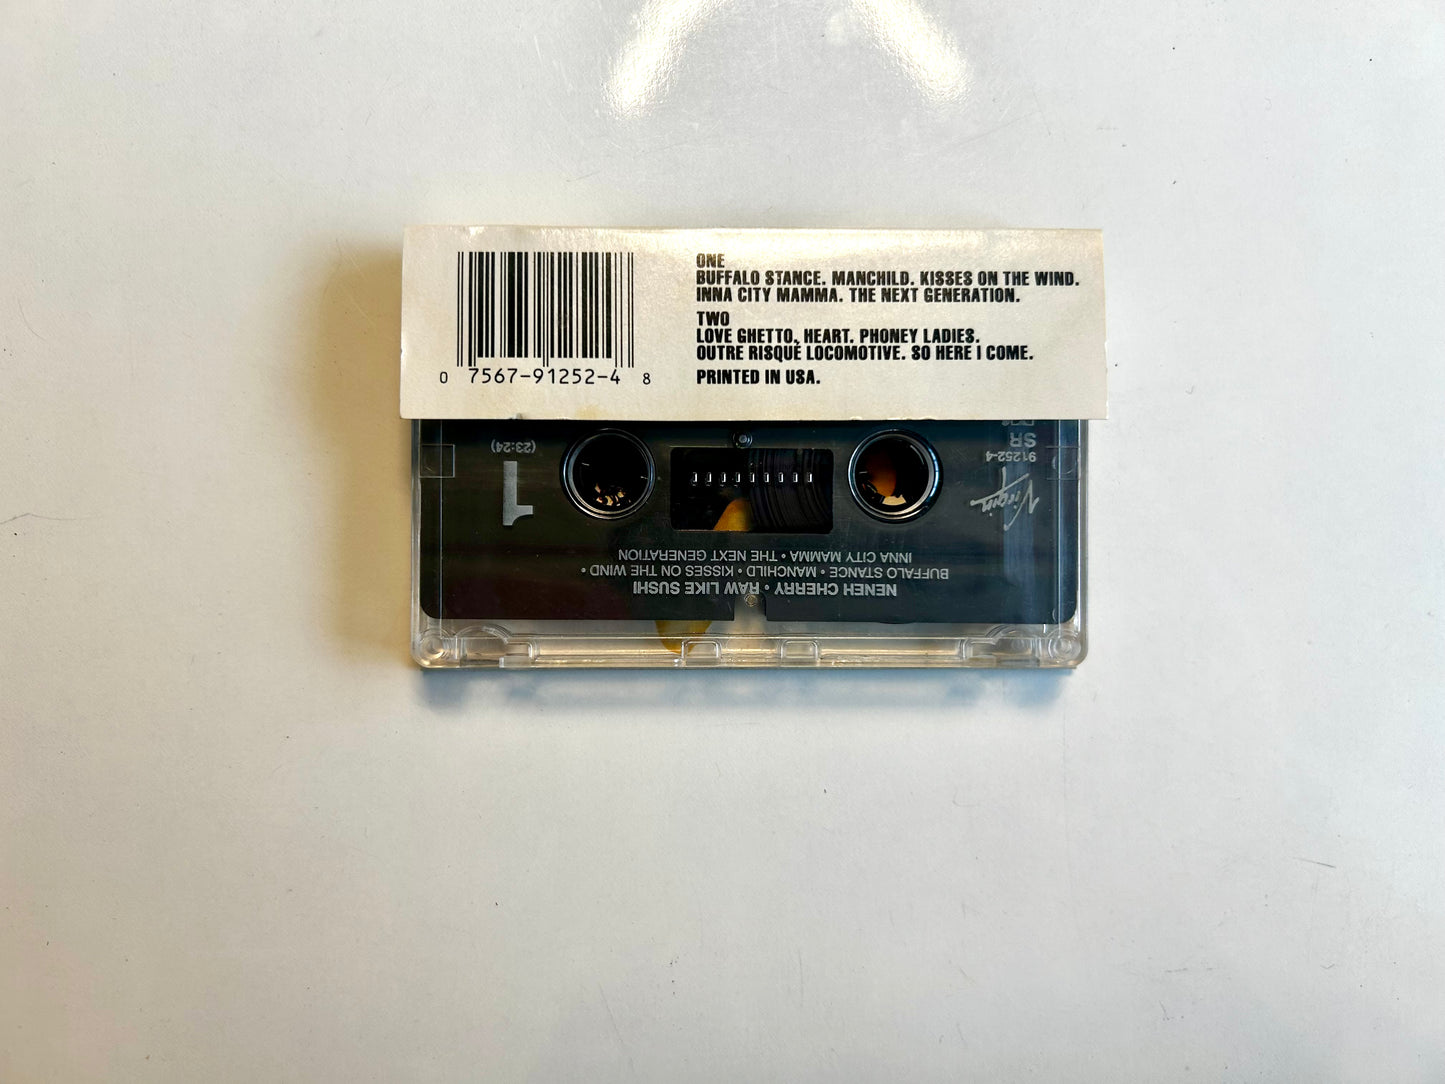 ONE
BUFFALO STANCE. MANCHILD. KISSES ON THE WIND.
INNA CITY MAMMA. THE NEXT GENERATION.
TWO
LOVE GHETTO. HEART. PHONEY LADIES.
OUTRE RISQUÉ LOCOMOTIVE. SO HERE I COME.
PRINTED IN USA.
0 7567-91252-4 8
NENEH CHERRY • RAW LIKE SUSHI
BUFFALO STANCE • MANCHILD • KISSES ON THE WIND •
INNA CITY MAMMA • THE NEXT GENERATION
Virgin
1
91252-4
SR
(23:24)